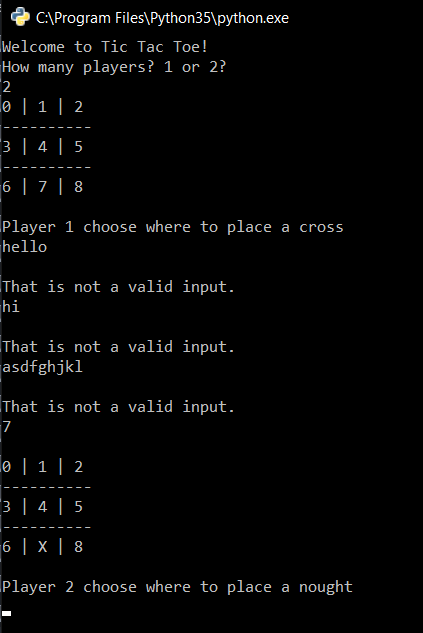 C:\Program Files\Python35\python.exe
Welcome to Tic Tac Toe!
How many players? 1 or 2?
2
0 | 1 | 2
----------
3 | 4 | 5
----------
6 | 7 | 8
Player 1 choose where to place a cross
hello
That is not a valid input.
hi
That is not a valid input.
asdfghjkl
That is not a valid input.
7
0 | 1 | 2
----------
3 | 4 | 5
----------
6 | X | 8
Player 2 choose where to place a nought